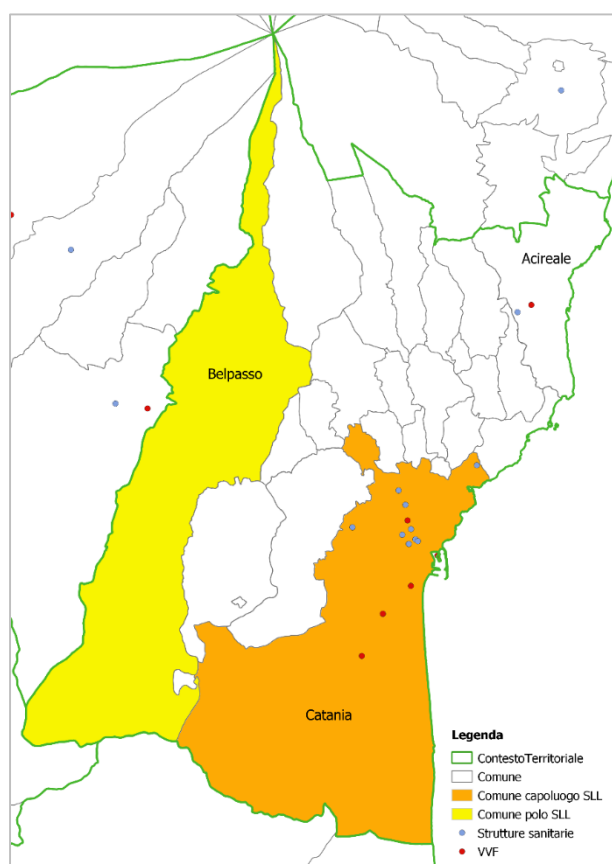 Acireale
Belpasso
Catania
Legenda
ContestoTerritoriale
Comune
Comune capoluogo SLL
Comune polo SLL
Strutture sanitarie
VVF